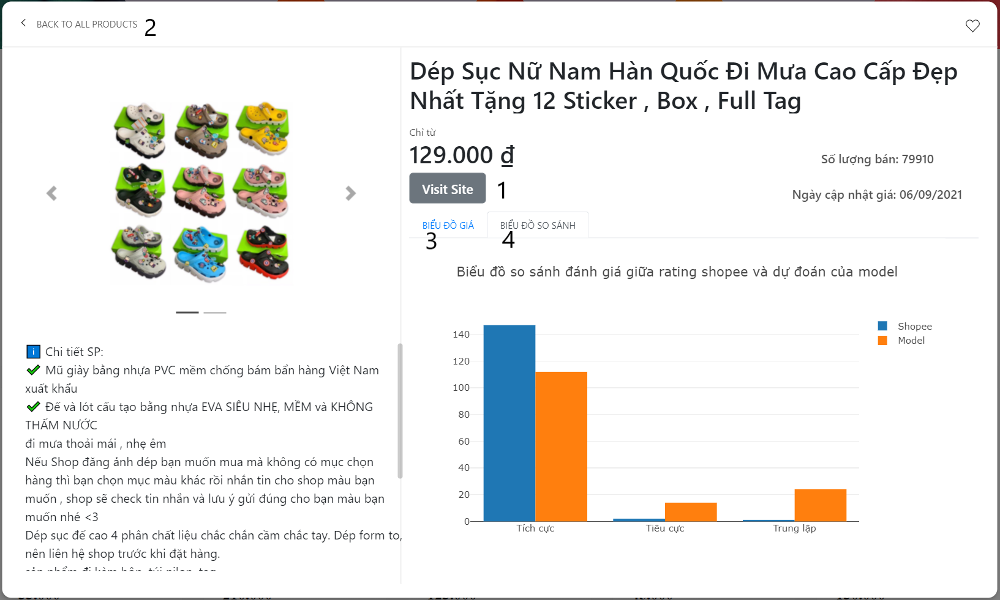 BACK TO ALL PRODUCTS 2
Dép Sục Nữ Nam Hàn Quốc Đi Mưa Cao Cấp Đẹp
Nhất Tặng 12 Sticker , Box , Full Tag
Chỉ từ
129.000 ₫
Số lượng bán: 79910
Visit Site 1
Ngày cập nhật giá: 06/09/2021
BIỂU ĐỒ GIÁ BIỂU ĐỒ SO SÁNH
3 4
Biểu đồ so sánh đánh giá giữa rating shopee và dự đoán của model
Shopee
Model
140
120
100
80
60
40
20
0
Tích cực Tiêu cực Trung lập
i Chi tiết SP:
✔ Mũ giày bằng nhựa PVC mềm chống bám bẩn hàng Việt Nam
xuất khẩu
✔ Đế và lót cấu tạo bằng nhựa EVA SIÊU NHẸ, MỀM và KHÔNG
THẤM NƯỚC
đi mưa thoải mái , nhẹ êm
Nếu Shop đăng ảnh dép bạn muốn mua mà không có mục chọn
hàng thì bạn chọn mục màu khác rồi nhắn tin cho shop màu bạn
muốn , shop sẽ check tin nhắn và lưu ý gửi đúng cho bạn màu bạn
muốn nhé <3
Dép sục đế cao 4 phân chất liệu chắc chắn cầm chắc tay. Dép form to,
nên liên hệ shop trước khi đặt hàng.
sản phẩm đi kèm hộp, túi nilon, tag